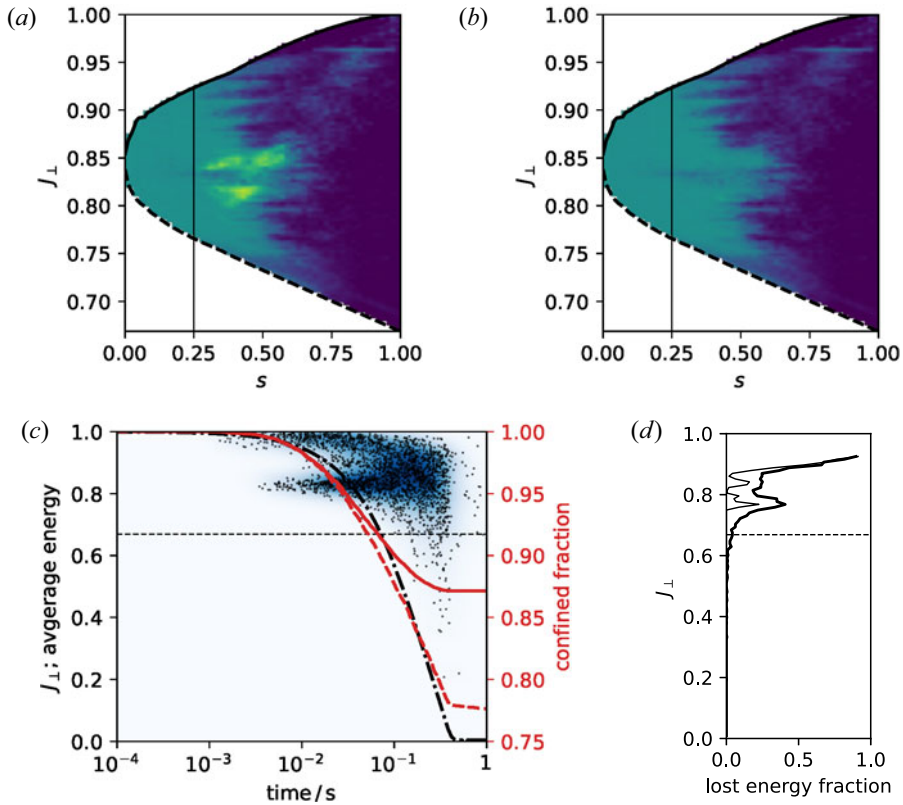 (a)
(b)
1.00
0.95
0.90
0.85
0.80
0.75
0.70
J⊥
0.00 0.25 0.50 0.75 1.00
s
1.00
0.95
0.90
0.85
0.80
0.75
0.70
J⊥
0.00 0.25 0.50 0.75 1.00
s
(c)
1.0
0.8
0.6
0.4
0.2
0.0
J⊥; avgerage energy
1.00
0.95
0.90
0.85
0.80
0.75
confined fraction
10⁻⁴ 10⁻³ 10⁻² 10⁻¹ 1
time/s
(d)
1.0
0.8
0.6
0.4
0.2
0.0
J⊥
0.0 0.5 1.0
lost energy fraction